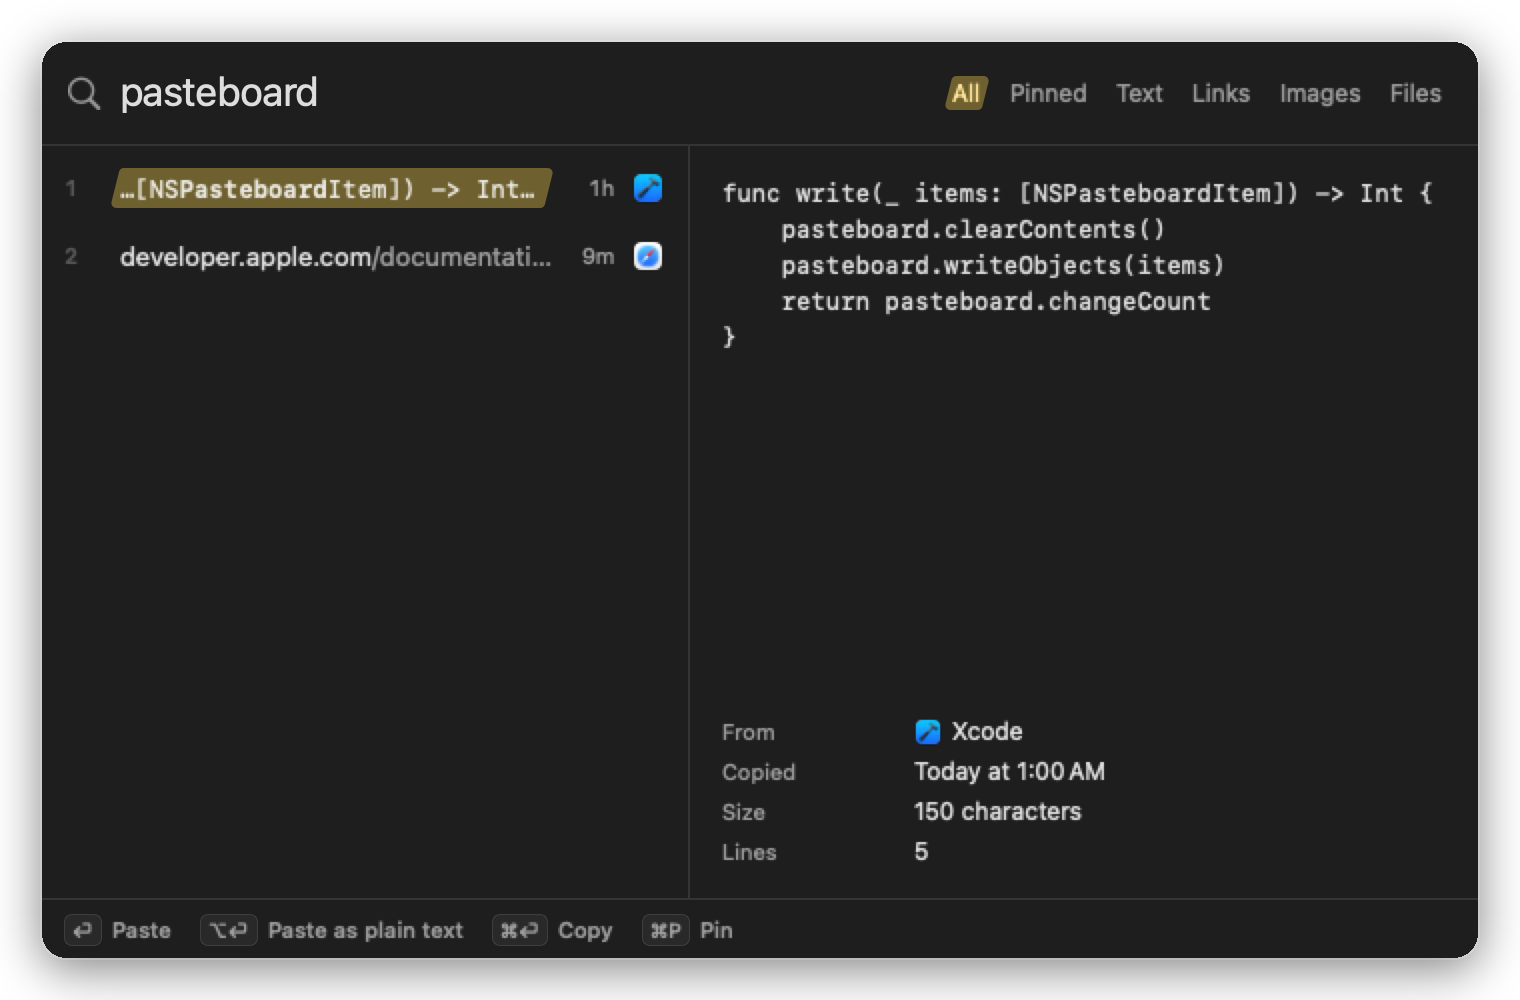 pasteboard
All Pinned Text Links Images Files
1 …[NSPasteboardItem]) -> Int… 1h
2 developer.apple.com/documentati… 9m
func write(_ items: [NSPasteboardItem]) -> Int {
    pasteboard.clearContents()
    pasteboard.writeObjects(items)
    return pasteboard.changeCount
}
From Xcode
Copied Today at 1:00 AM
Size 150 characters
Lines 5
↩ Paste ⌥↩ Paste as plain text ⌘↩ Copy ⌘P Pin